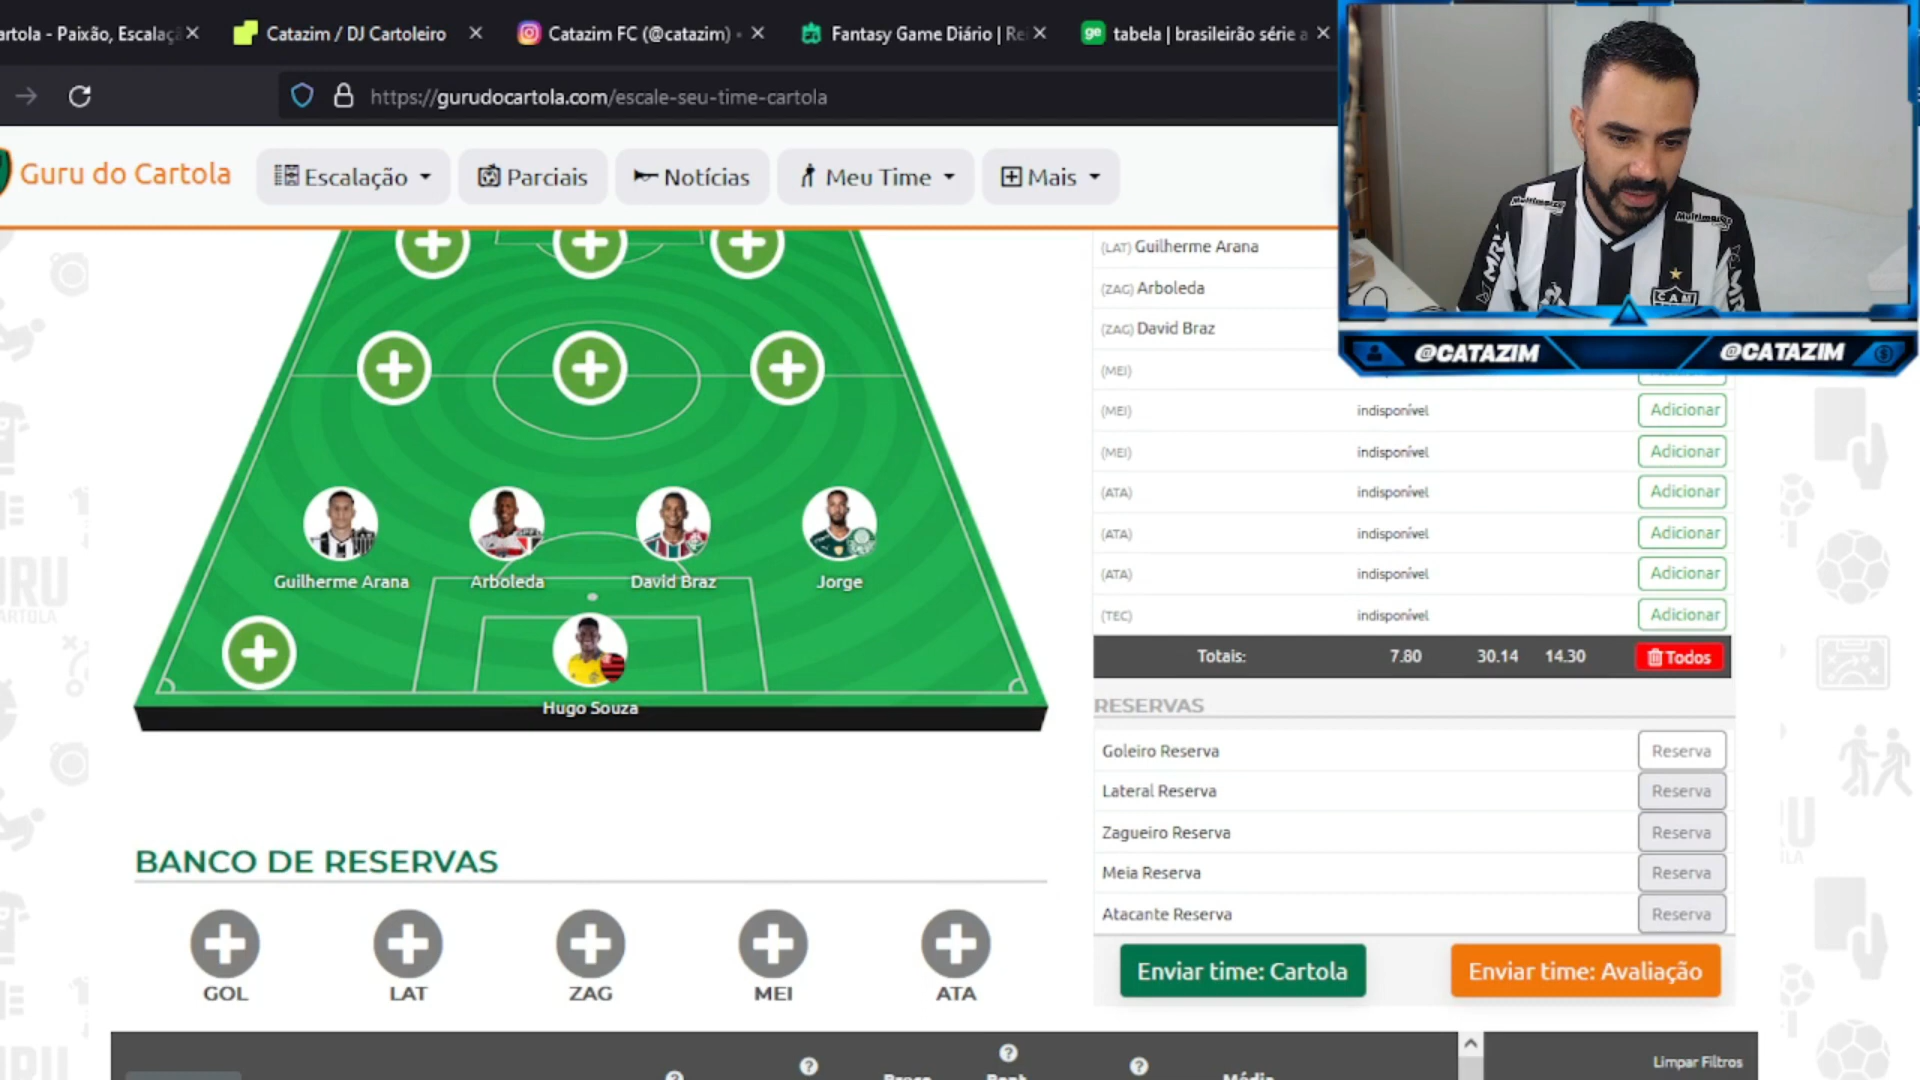 artola - Paixão, Escalaç
Catazim / DJ Cartoleiro
Catazim FC (@catazim) •
Fantasy Game Diário | Re
ge
tabela | brasileirão série a
https://gurudocartola.com/escale-seu-time-cartola
Guru do Cartola
Escalação
Parciais
Notícias
Meu Time
Mais
@CATAZIM
@CATAZIM
Multimarcas
MRV
CAM
Guilherme Arana
Arboleda
David Braz
Jorge
Hugo Souza
(LAT) Guilherme Arana
(ZAG) Arboleda
(ZAG) David Braz
(MEI)
(MEI) indisponível Adicionar
(MEI) indisponível Adicionar
(ATA) indisponível Adicionar
(ATA) indisponível Adicionar
(ATA) indisponível Adicionar
(TEC) indisponível Adicionar
Totais: 7.80 30.14 14.30 Todos
RESERVAS
Goleiro Reserva Reserva
Lateral Reserva Reserva
Zagueiro Reserva Reserva
Meia Reserva Reserva
Atacante Reserva Reserva
Enviar time: Cartola
Enviar time: Avaliação
BANCO DE RESERVAS
GOL
LAT
ZAG
MEI
ATA
Limpar Filtros